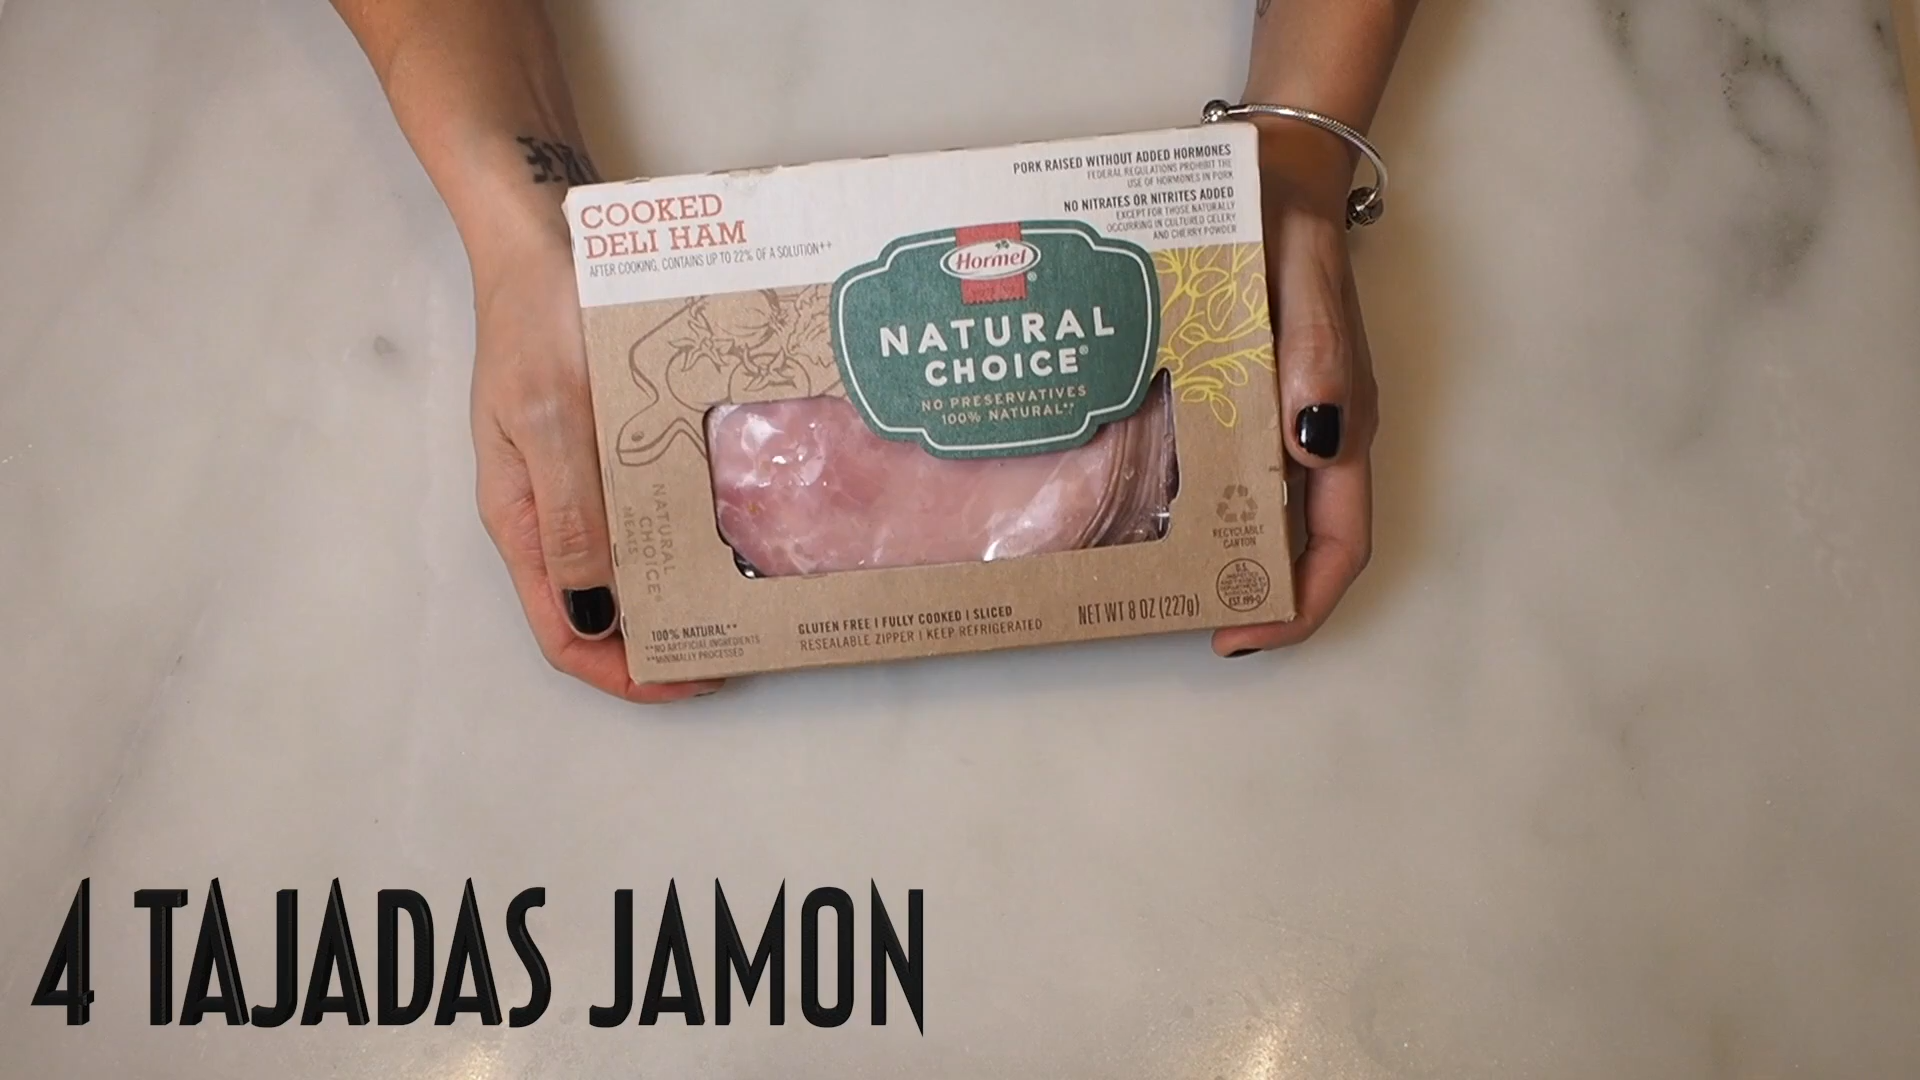 COOKED
DELI HAM
AFTER COOKING, CONTAINS UP TO 22% OF A SOLUTION++
PORK RAISED WITHOUT ADDED HORMONES
FEDERAL REGULATIONS PROHIBIT THE
USE OF HORMONES IN PORK
NO NITRATES OR NITRITES ADDED
EXCEPT FOR THOSE NATURALLY
OCCURRING IN CULTURED CELERY
AND CHERRY POWDER
Hormel®
NATURAL
CHOICE®
NO PRESERVATIVES
100% NATURAL**
NATURAL
CHOICE®
MEATS
RECYCLABLE
CARTON
U.S.
EST. 199-O
100% NATURAL**
**NO ARTIFICIAL INGREDIENTS
**MINIMALLY PROCESSED
GLUTEN FREE | FULLY COOKED | SLICED
RESEALABLE ZIPPER | KEEP REFRIGERATED
NET WT 8 OZ (227g)
4 TAJADAS JAMON